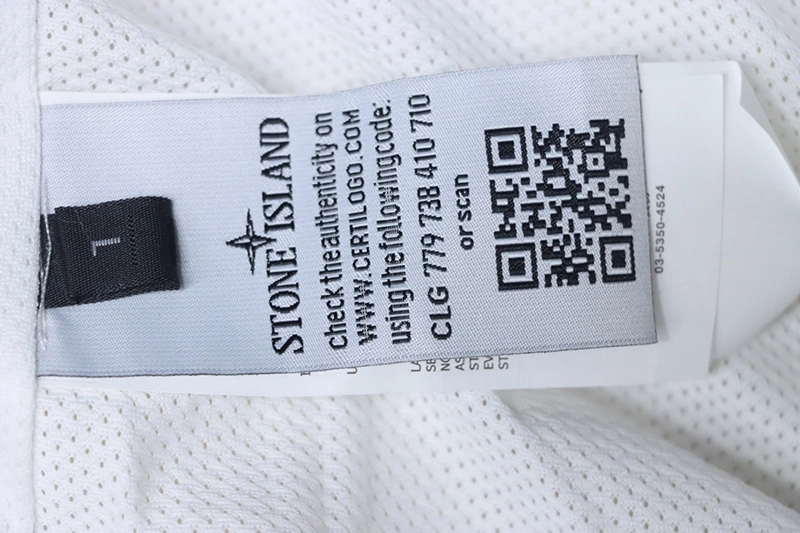 STONE ISLAND
check the authenticity on
WWW.CERTILOGO.COM
using the following code:
CLG 779 738 410 710
or scan
03-5350-4524